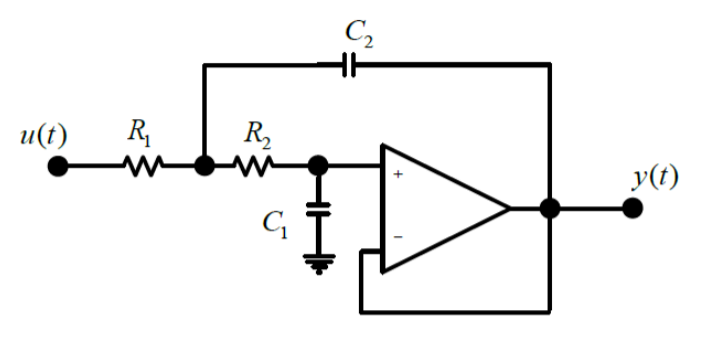 C₂
u(t)
R₁
R₂
+
y(t)
C₁
−